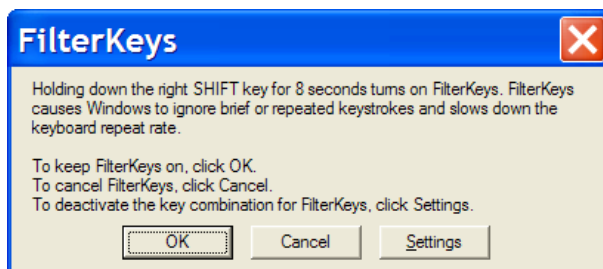 FilterKeys
Holding down the right SHIFT key for 8 seconds turns on FilterKeys. FilterKeys
causes Windows to ignore brief or repeated keystrokes and slows down the
keyboard repeat rate.
To keep FilterKeys on, click OK.
To cancel FilterKeys, click Cancel.
To deactivate the key combination for FilterKeys, click Settings.
OK Cancel Settings